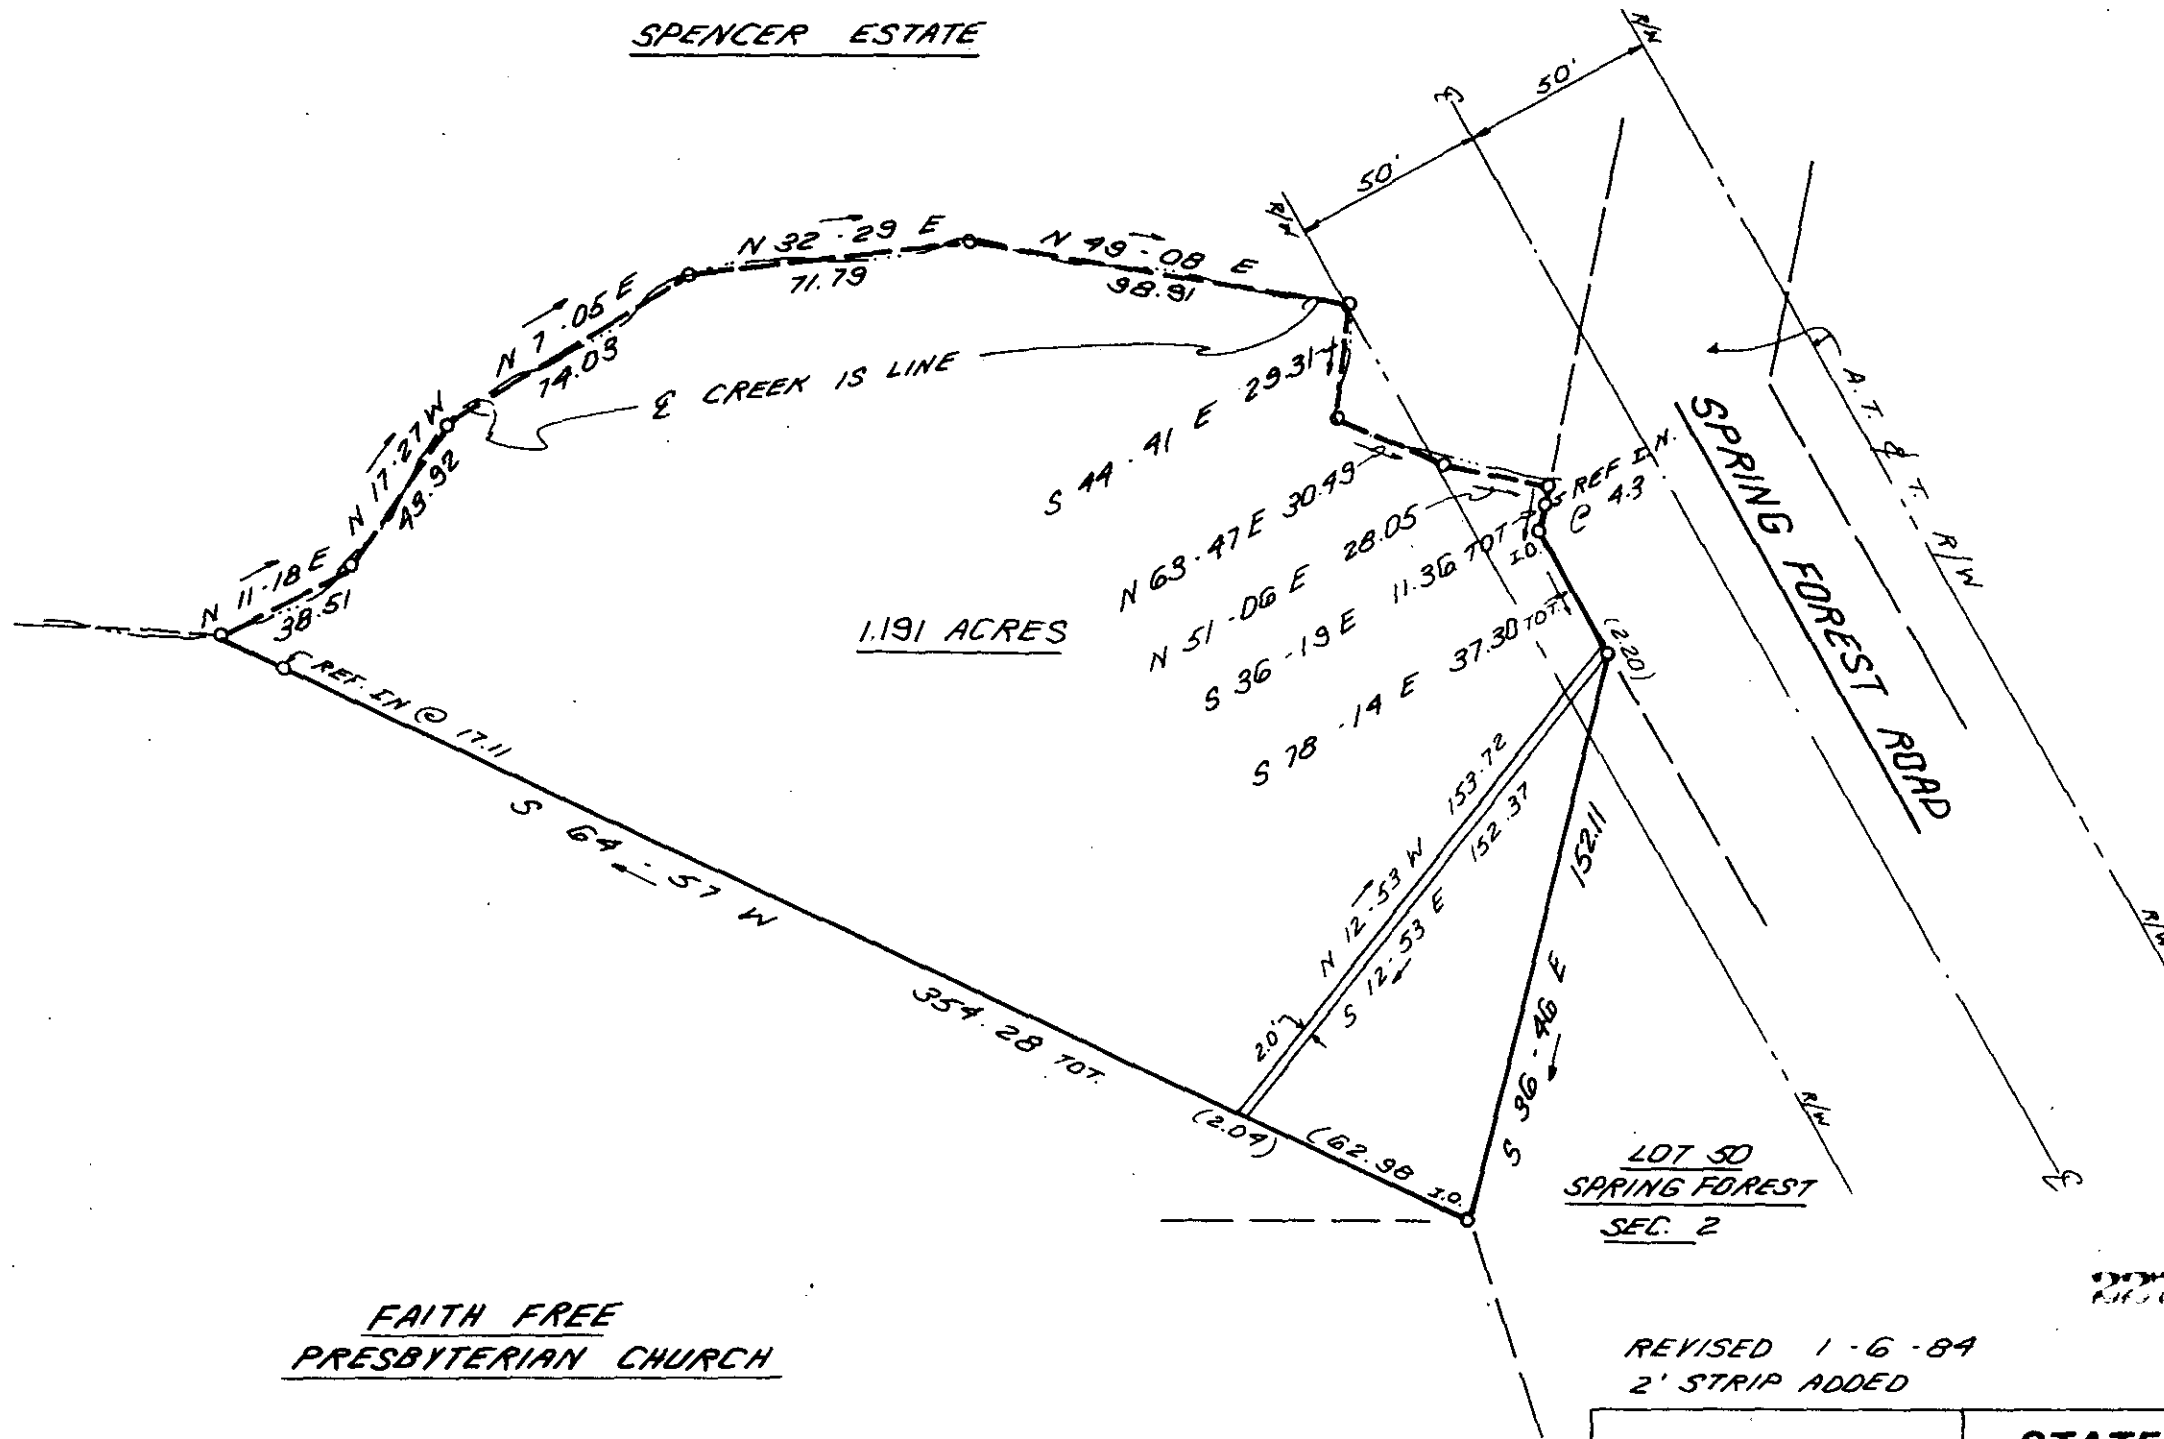 SPENCER ESTATE
50'
50'
R/W
R/W
N 32-29 E
71.79
N 49-08 E
98.91
N 7-05 E
74.03
N 17-27 W
43.92
N 11-18 E
38.51
₠ CREEK IS LINE
S 44-41 E 29.31
N 63-47 E 30.49
N 51-06 E 28.05
S 36-19 E 11.36 TOT
S 78-14 E 37.30 TOT.
REF I.N.
@ 4.3
I.O.
(2.20)
A.T. & T. R/W
SPRING FOREST ROAD
1.191 ACRES
REF. IN @ 17.11
S 64-57 W
354.28 TOT.
N 12-53 W 153.72
S 12-53 E 152.37
2.0'
152.11
S 36-46 E
(2.04)
(62.98
I.O.
R/W
R/W
LOT 50
SPRING FOREST
SEC. 2
FAITH FREE
PRESBYTERIAN CHURCH
REVISED 1-6-84
2' STRIP ADDED
STATE